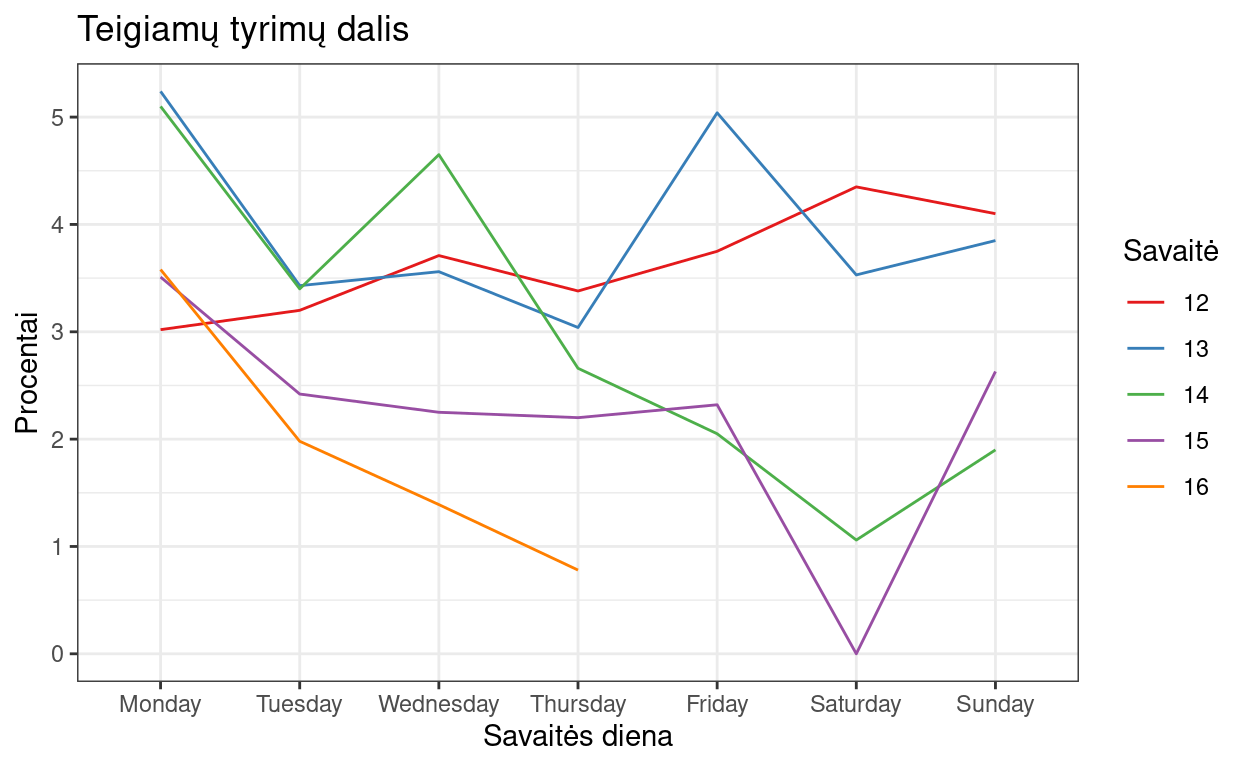 Teigiamų tyrimų dalis
Procentai
5
4
3
2
1
0
Monday
Tuesday
Wednesday
Thursday
Friday
Saturday
Sunday
Savaitės diena
Savaitė
12
13
14
15
16